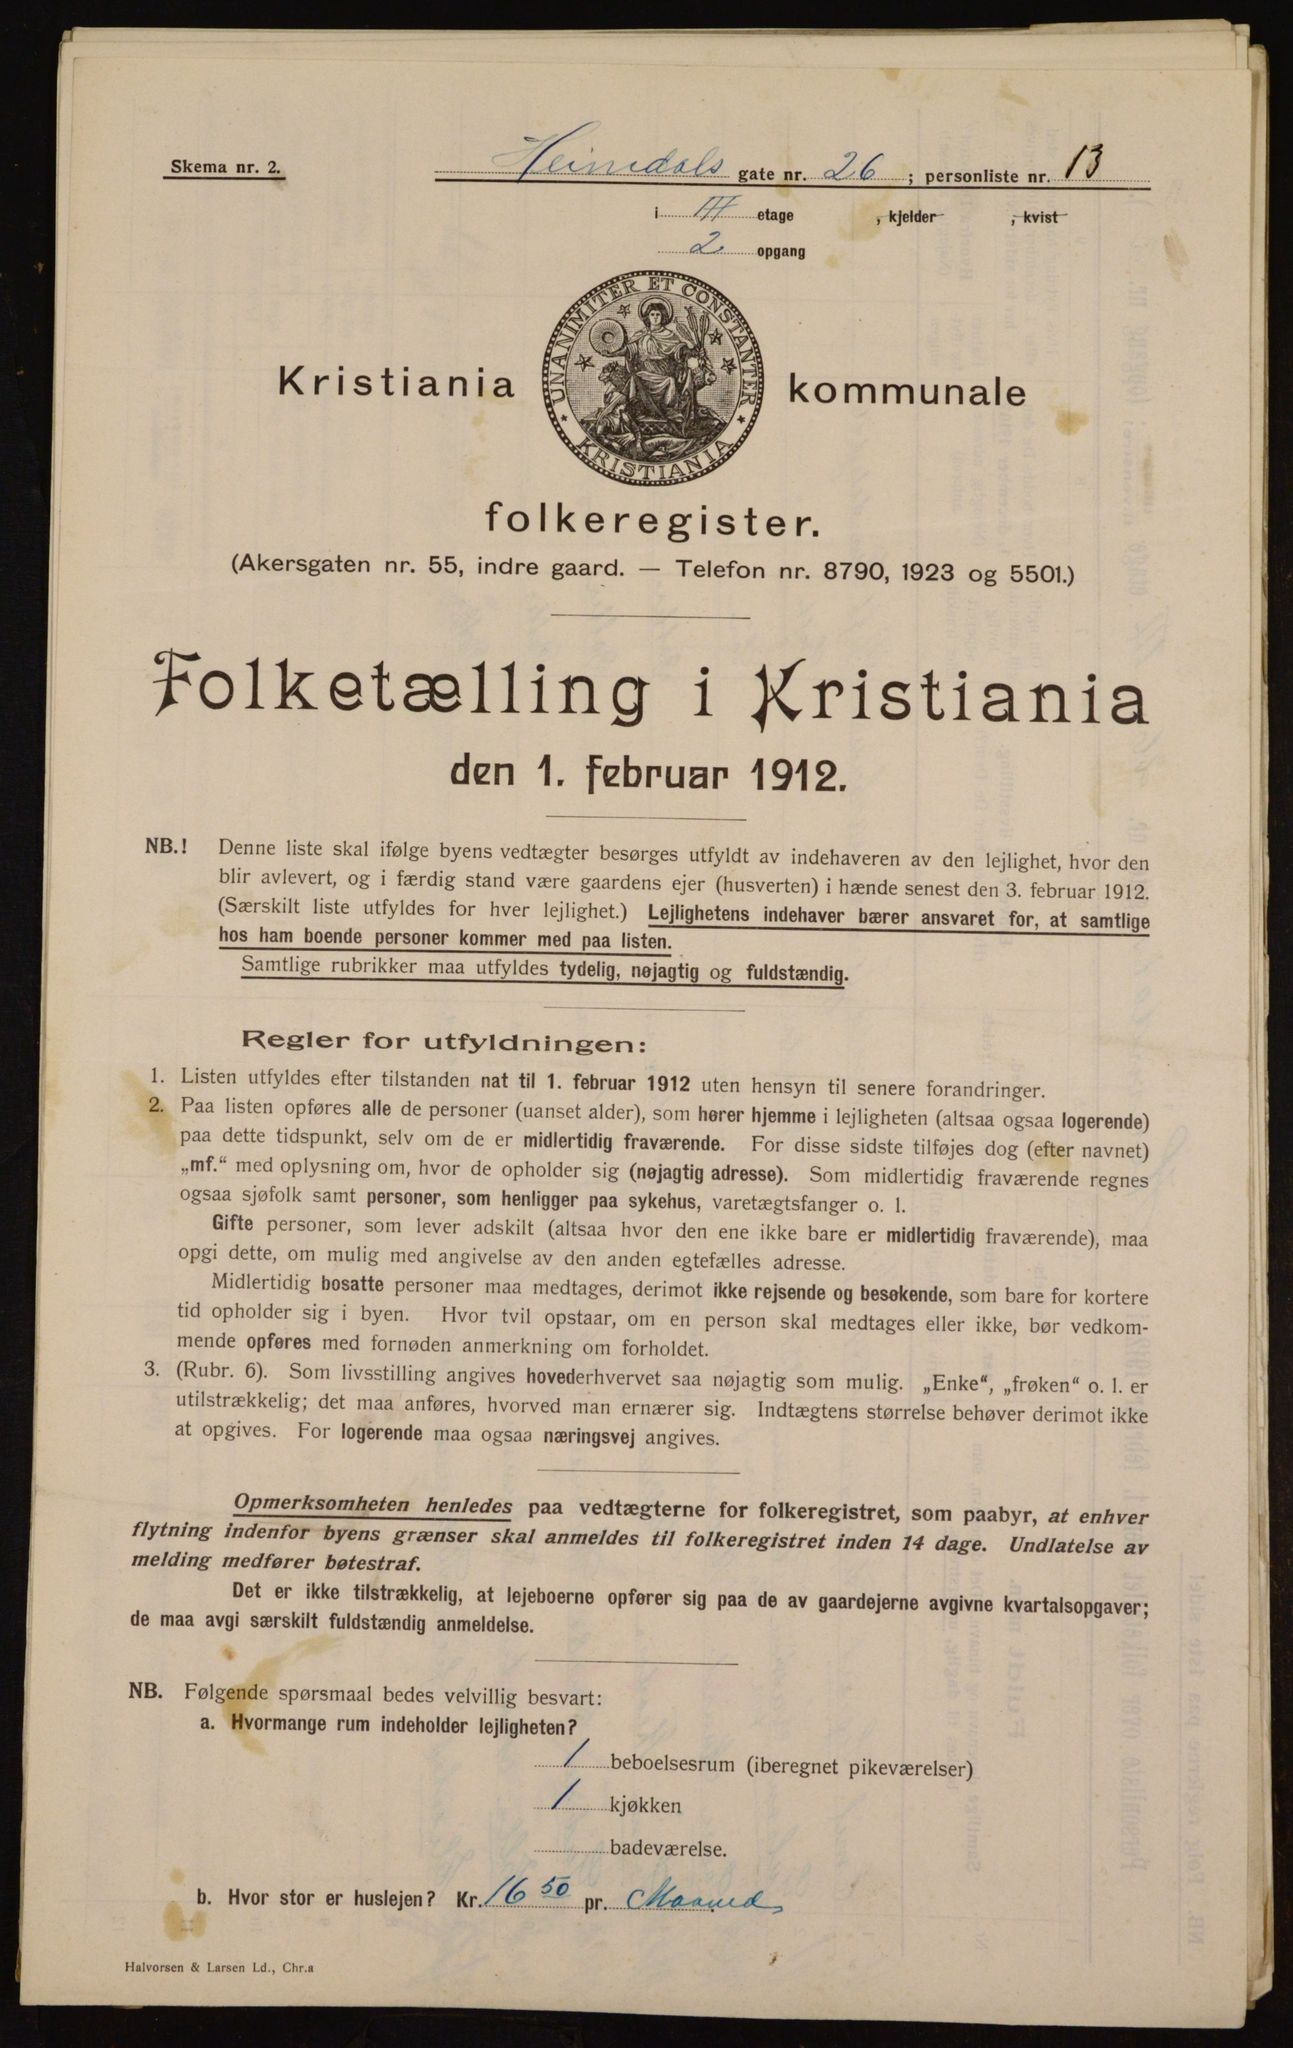 Skema nr. 2.
Heimdals gate nr. 26 ; personliste nr. 13
i III etage , kjelder , kvist
2 opgang
UNANIMITER ET CONSTANTER
KRISTIANIA
Kristiania kommunale
folkeregister.
(Akersgaten nr. 55, indre gaard. — Telefon nr. 8790, 1923 og 5501.)
Folketælling i Kristiania
den 1. februar 1912.
NB.! Denne liste skal ifølge byens vedtægter besørges utfyldt av indehaveren av den lejlighet, hvor den
blir avlevert, og i færdig stand være gaardens ejer (husverten) i hænde senest den 3. februar 1912.
(Særskilt liste utfyldes for hver lejlighet.) Lejlighetens indehaver bærer ansvaret for, at samtlige
hos ham boende personer kommer med paa listen.
Samtlige rubrikker maa utfyldes tydelig, nøjagtig og fuldstændig.
Regler for utfyldningen:
1. Listen utfyldes efter tilstanden nat til 1. februar 1912 uten hensyn til senere forandringer.
2. Paa listen opføres alle de personer (uanset alder), som hører hjemme i lejligheten (altsaa ogsaa logerende)
paa dette tidspunkt, selv om de er midlertidig fraværende. For disse sidste tilføjes dog (efter navnet)
„mf.“ med oplysning om, hvor de opholder sig (nøjagtig adresse). Som midlertidig fraværende regnes
ogsaa sjøfolk samt personer, som henligger paa sykehus, varetægtsfanger o. l.
Gifte personer, som lever adskilt (altsaa hvor den ene ikke bare er midlertidig fraværende), maa
opgi dette, om mulig med angivelse av den anden egtefælles adresse.
Midlertidig bosatte personer maa medtages, derimot ikke rejsende og besøkende, som bare for kortere
tid opholder sig i byen. Hvor tvil opstaar, om en person skal medtages eller ikke, bør vedkom-
mende opføres med fornøden anmerkning om forholdet.
3. (Rubr. 6). Som livsstilling angives hovederhvervet saa nøjagtig som mulig. „Enke“, „frøken“ o. l. er
utilstrækkelig; det maa anføres, hvorved man ernærer sig. Indtægtens størrelse behøver derimot ikke
at opgives. For logerende maa ogsaa næringsvej angives.
Opmerksomheten henledes paa vedtægterne for folkeregistret, som paabyr, at enhver
flytning indenfor byens grænser skal anmeldes til folkeregistret inden 14 dage. Undlatelse av
melding medfører bøtestraf.
Det er ikke tilstrækkelig, at lejeboerne opfører sig paa de av gaardejerne avgivne kvartalsopgaver;
de maa avgi særskilt fuldstændig anmeldelse.
NB. Følgende spørsmaal bedes velvillig besvart:
a. Hvormange rum indeholder lejligheten?
1 beboelsesrum (iberegnet pikeværelser)
1 kjøkken
badeværelse.
b. Hvor stor er huslejen? Kr. 16 50 pr. Maaned
Halvorsen & Larsen Ld., Chr.a